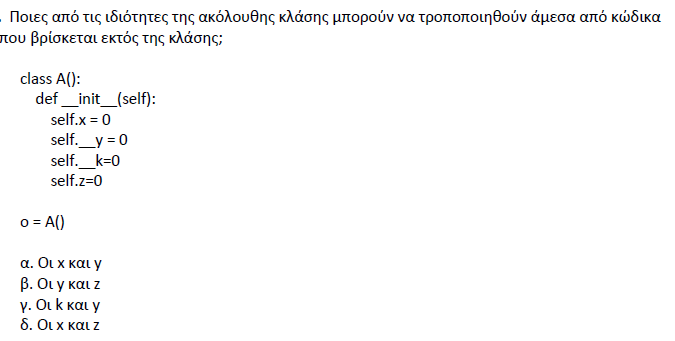 . Ποιες από τις ιδιότητες της ακόλουθης κλάσης μπορούν να τροποποιηθούν άμεσα από κώδικα
που βρίσκεται εκτός της κλάσης;
class A():
def __init__(self):
self.x = 0
self.__y = 0
self.__k=0
self.z=0
o = A()
α. Οι x και y
β. Οι y και z
γ. Οι k και y
δ. Οι x και z